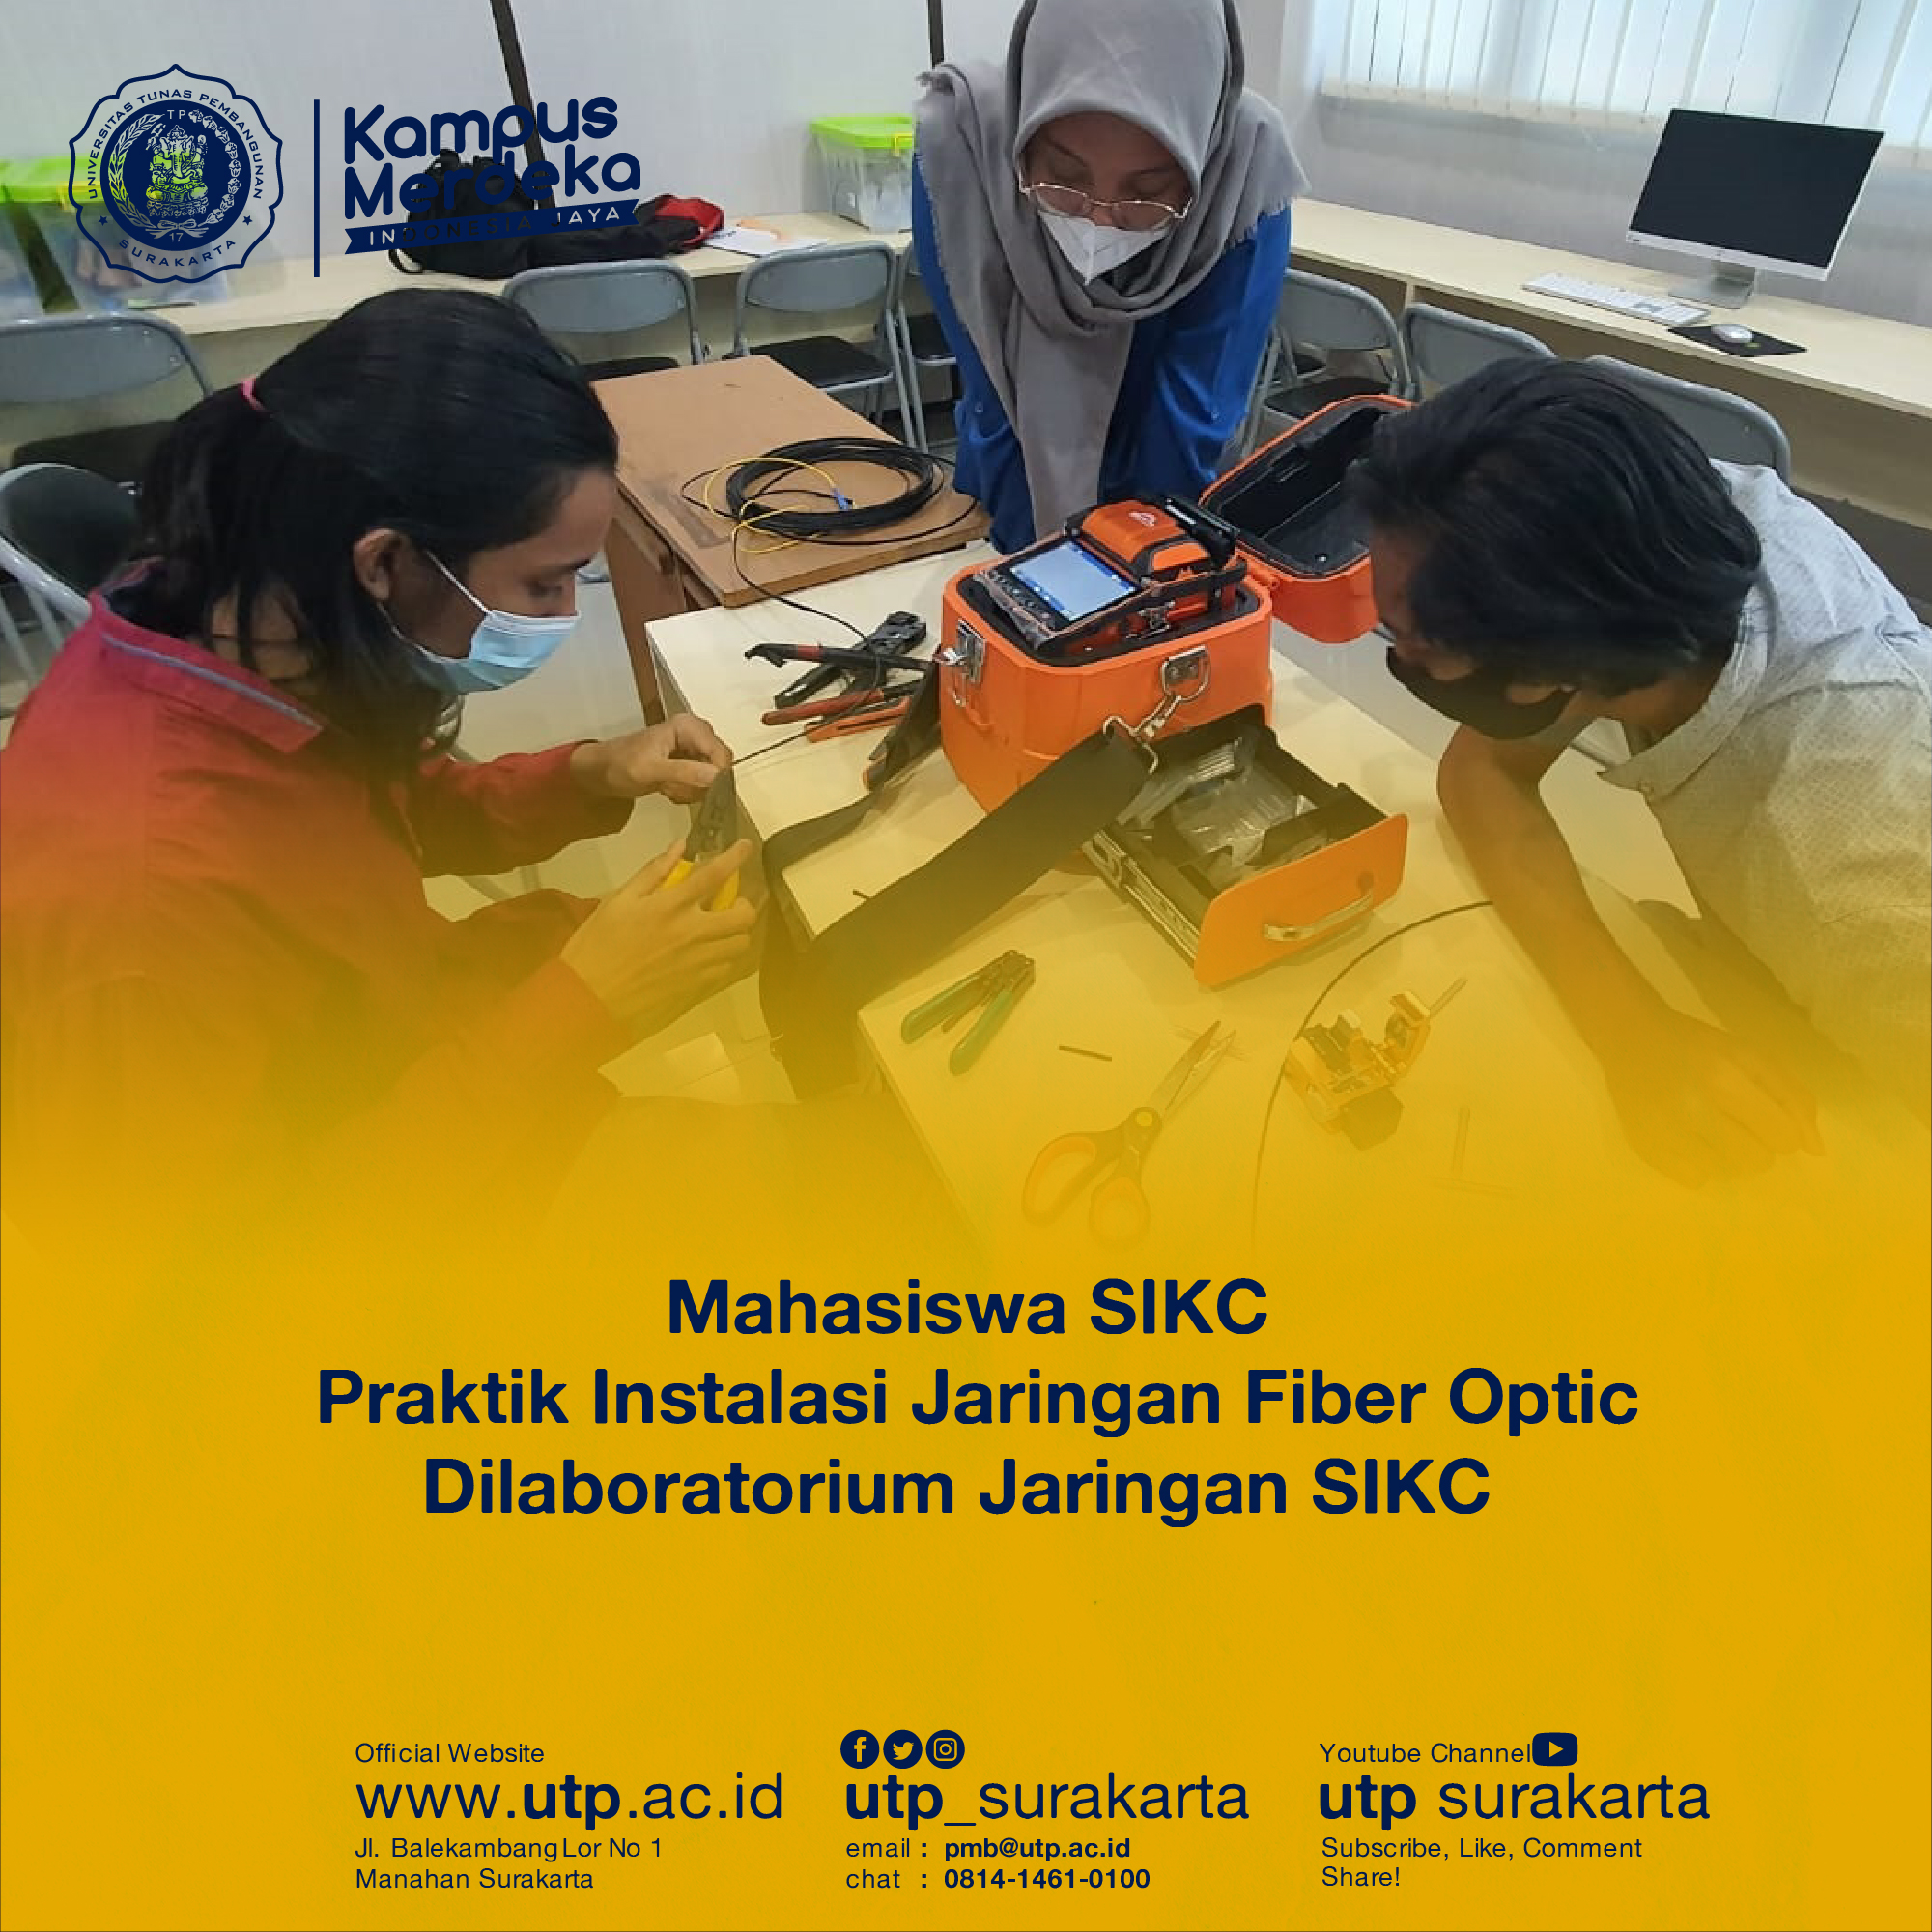 UNIVERSITAS TUNAS PEMBANGUNAN
TP
17
SURAKARTA
Kampus
Merdeka
INDONESIA JAYA
Mahasiswa SIKC
Praktik Instalasi Jaringan Fiber Optic
Dilaboratorium Jaringan SIKC
Official Website
www.utp.ac.id
Jl. Balekambang Lor No 1
Manahan Surakarta
utp_surakarta
email : pmb@utp.ac.id
chat : 0814-1461-0100
Youtube Channel
utp surakarta
Subscribe, Like, Comment
Share!